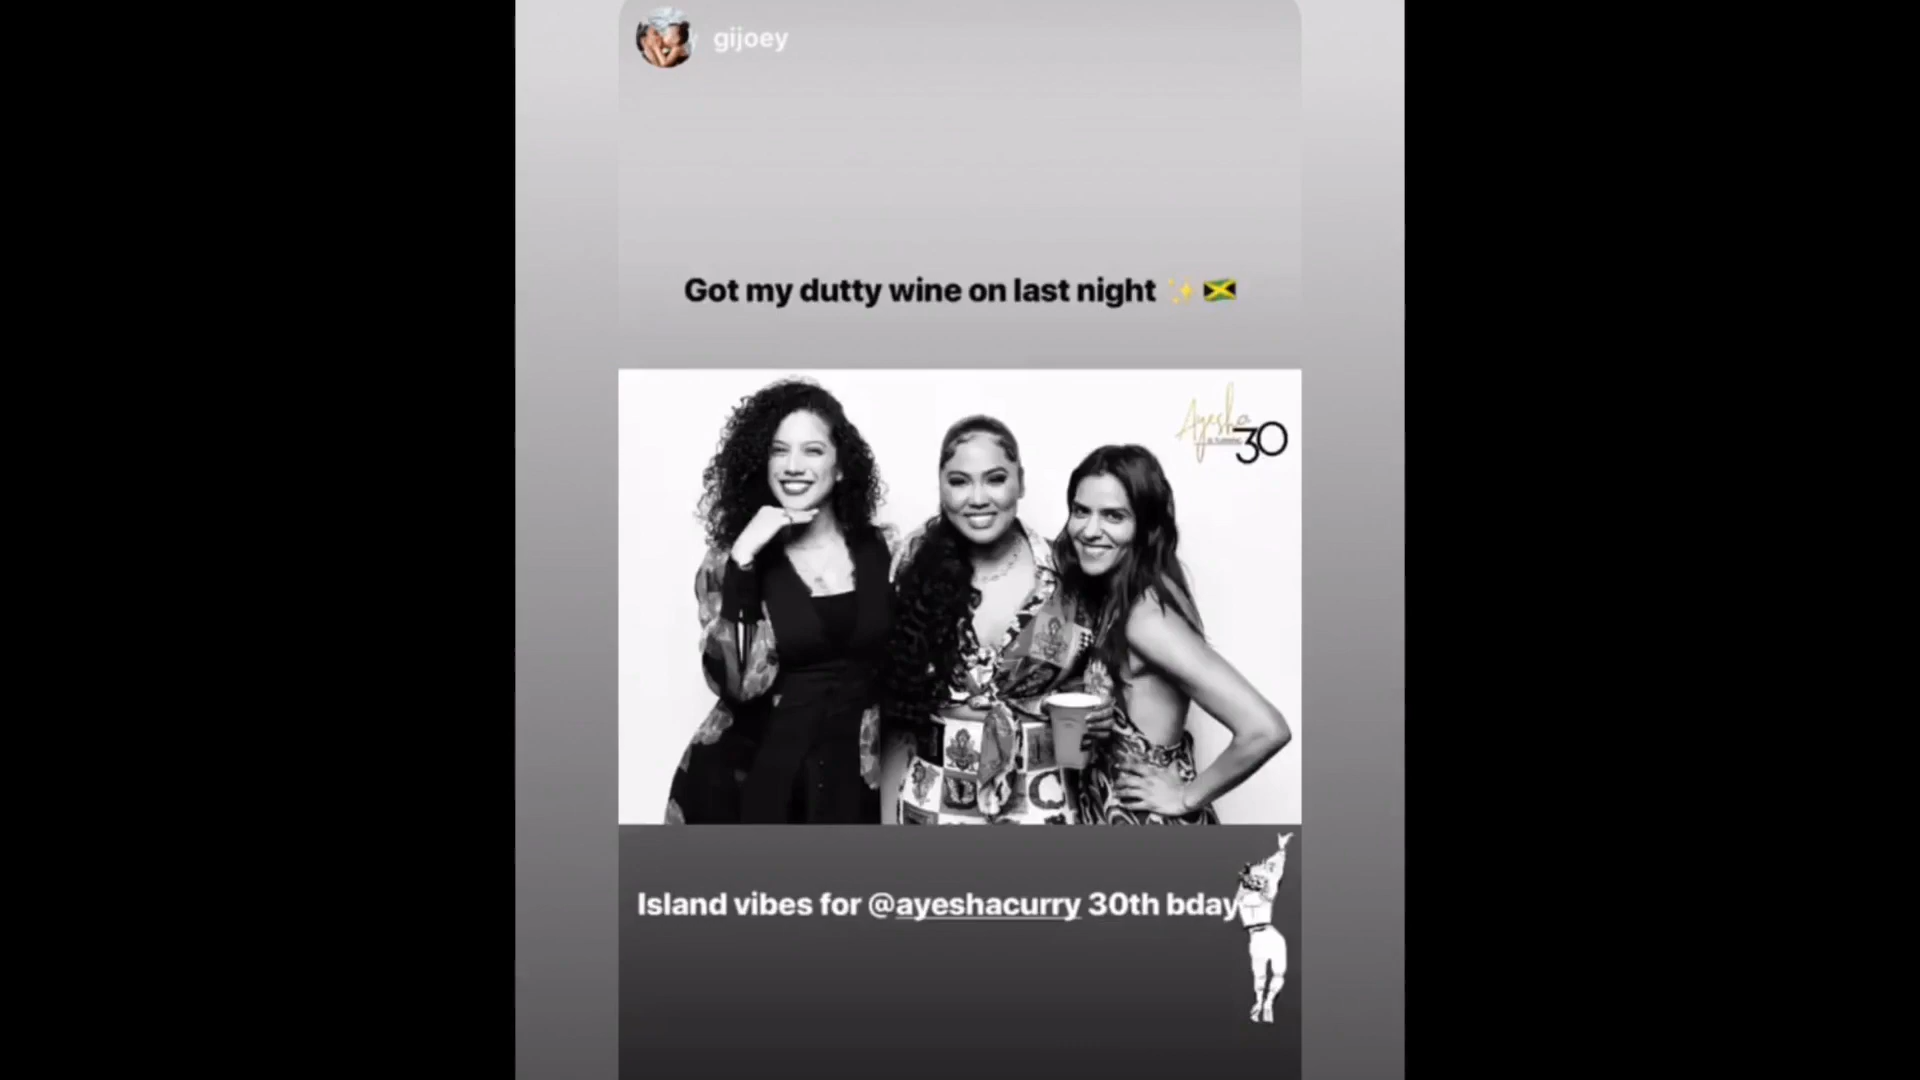 gijoey
Got my dutty wine on last night ✨🇯🇲
Ayesha
30
Island vibes for @ayeshacurry 30th bday